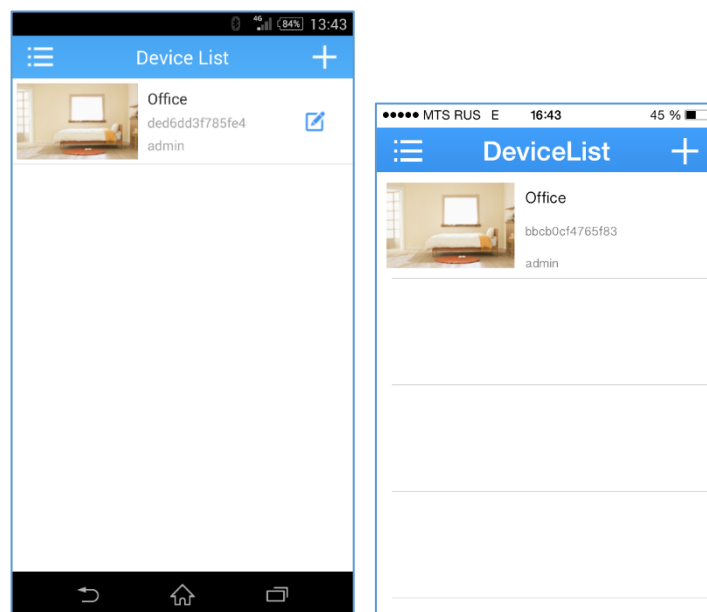 4G 84% 13:43
Device List
Office
ded6dd3f785fe4
admin
MTS RUS E 16:43 45 %
DeviceList
Office
bbcb0cf4765f83
admin